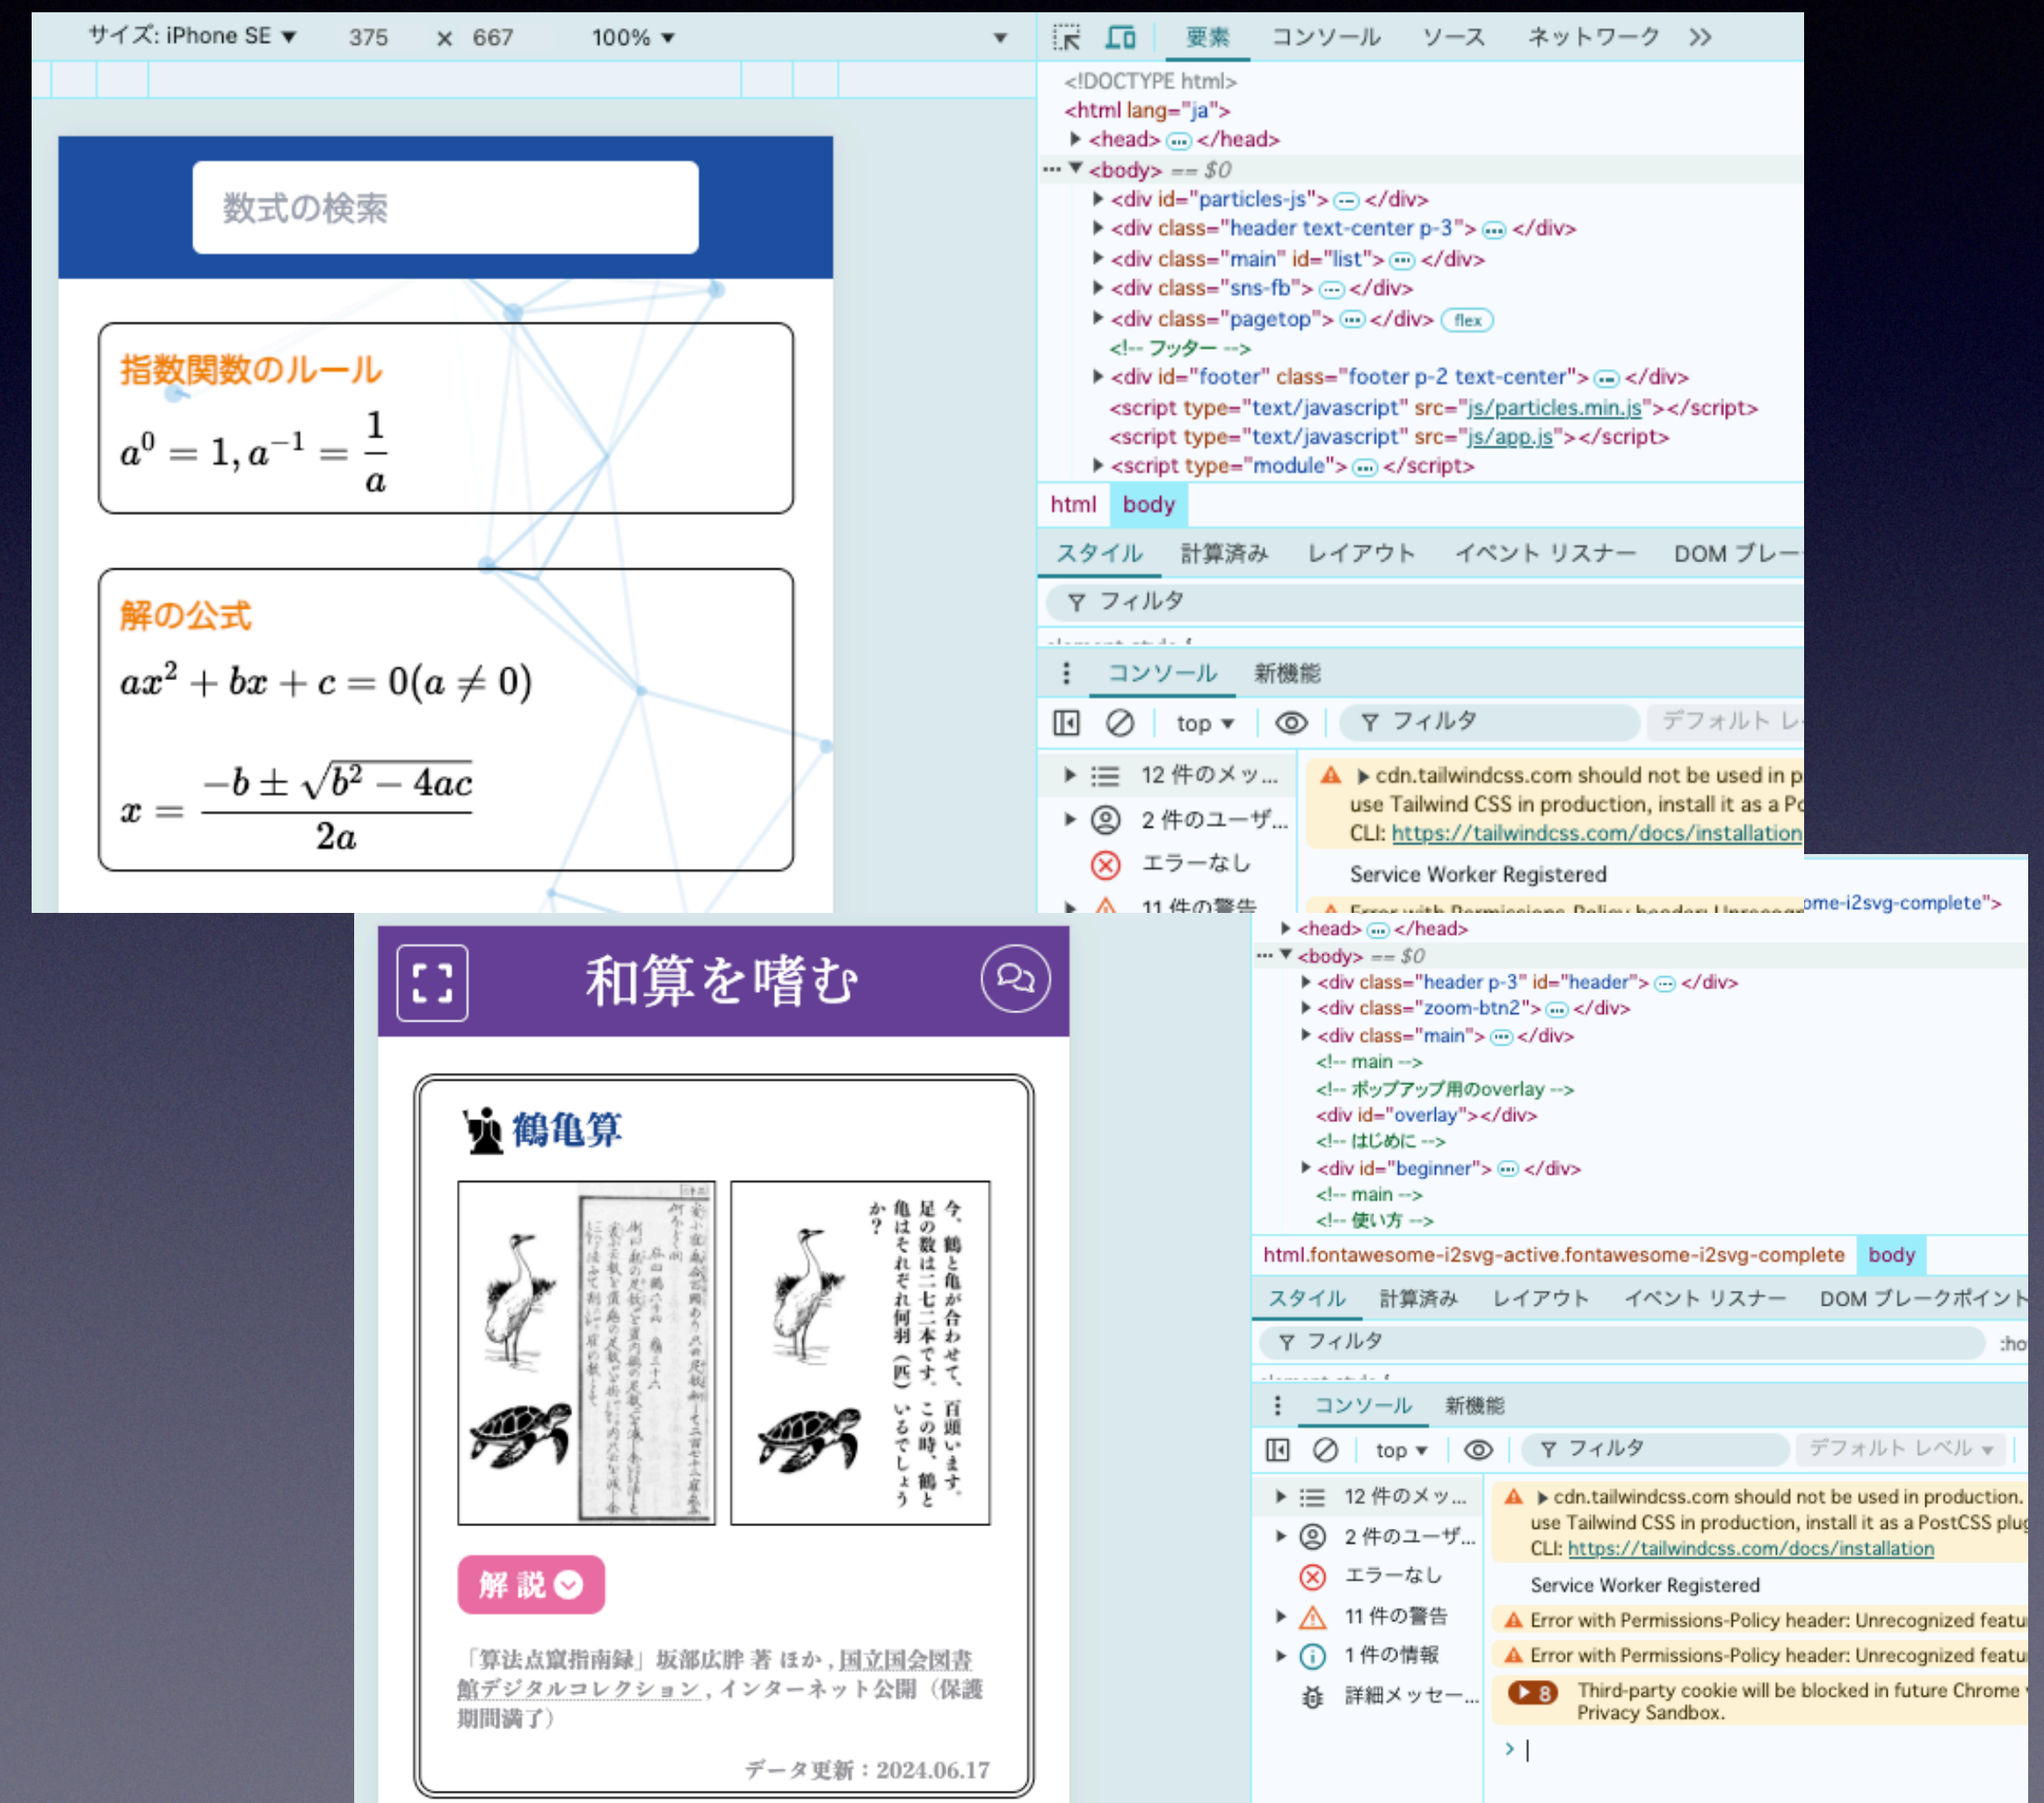 サイズ: iPhone SE ▼ 375 × 667 100% ▼
要素 コンソール ソース ネットワーク
数式の検索
指数関数のルール
a^0 = 1, a^{-1} = \frac{1}{a}
解の公式
ax^2 + bx + c = 0(a ≠ 0)
x = \frac{-b ± \sqrt{b^2 - 4ac}}{2a}
<!DOCTYPE html>
<html lang="ja">
▶ <head> ••• </head>
••• ▼ <body> == $0
▶ <div id="particles-js"> ••• </div>
▶ <div class="header text-center p-3"> ••• </div>
▶ <div class="main" id="list"> ••• </div>
▶ <div class="sns-fb"> ••• </div>
▶ <div class="pagetop"> ••• </div> flex
<!-- フッター -->
▶ <div id="footer" class="footer p-2 text-center"> ••• </div>
<script type="text/javascript" src="js/particles.min.js"></script>
<script type="text/javascript" src="js/app.js"></script>
▶ <script type="module"> ••• </script>
html body
スタイル 計算済み レイアウト イベント リスナー DOM ブレー
フィルタ
コンソール 新機能
top ▼ フィルタ デフォルト レ
12 件のメッ...
2 件のユーザ...
エラーなし
11 件の警告
▶ cdn.tailwindcss.com should not be used in p
use Tailwind CSS in production, install it as a Po
CLI: https://tailwindcss.com/docs/installation
Service Worker Registered
和算を嗜む
鶴亀算
今、鶴と亀が合わせて、百頭います。
足の数は二七二本です。この時、鶴と
亀はそれぞれ何羽(匹)いるでしょう
か?
解説
「算法点竄指南録」坂部広胖 著 ほか , 国立国会図書
館デジタルコレクション , インターネット公開(保護
期間満了)
データ更新:2024.06.17
ome-i2svg-complete">
▶ <head> ••• </head>
••• ▼ <body> == $0
▶ <div class="header p-3" id="header"> ••• </div>
▶ <div class="zoom-btn2"> ••• </div>
▶ <div class="main"> ••• </div>
<!-- main -->
<!-- ポップアップ用のoverlay -->
<div id="overlay"></div>
<!-- はじめに -->
▶ <div id="beginner"> ••• </div>
<!-- main -->
<!-- 使い方 -->
html.fontawesome-i2svg-active.fontawesome-i2svg-complete body
スタイル 計算済み レイアウト イベント リスナー DOM ブレークポイント
フィルタ :ho
コンソール 新機能
top ▼ フィルタ デフォルト レベル ▼
12 件のメッ...
2 件のユーザ...
エラーなし
11 件の警告
1 件の情報
詳細メッセー...
▶ cdn.tailwindcss.com should not be used in production.
use Tailwind CSS in production, install it as a PostCSS plug
CLI: https://tailwindcss.com/docs/installation
Service Worker Registered
Error with Permissions-Policy header: Unrecognized featu
Error with Permissions-Policy header: Unrecognized featu
▶ 8 Third-party cookie will be blocked in future Chrome
Privacy Sandbox.
>